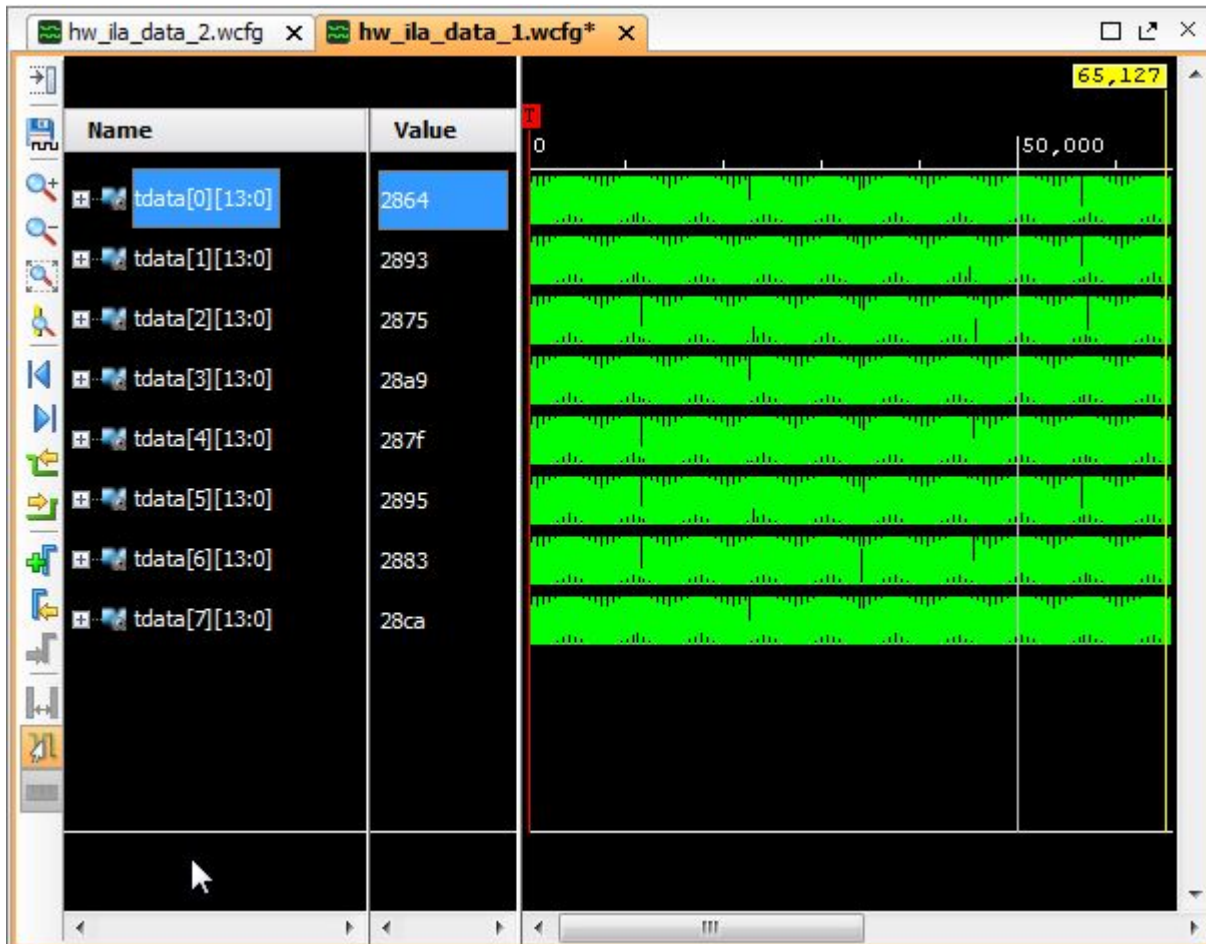 hw_ila_data_2.wcfg hw_ila_data_1.wcfg*
65,127
Name Value
T
0 50,000
tdata[0][13:0] 2864
tdata[1][13:0] 2893
tdata[2][13:0] 2875
tdata[3][13:0] 28a9
tdata[4][13:0] 287f
tdata[5][13:0] 2895
tdata[6][13:0] 2883
tdata[7][13:0] 28ca